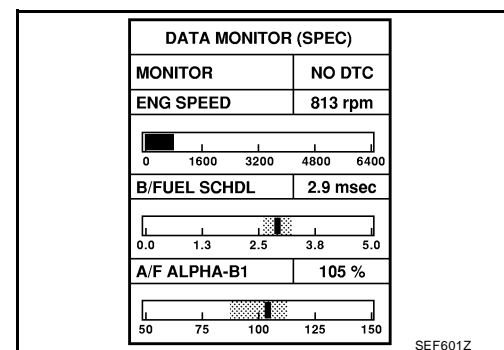 DATA MONITOR (SPEC)
MONITOR NO DTC
ENG SPEED 813 rpm
0 1600 3200 4800 6400
B/FUEL SCHDL 2.9 msec
0.0 1.3 2.5 3.8 5.0
A/F ALPHA-B1 105 %
50 75 100 125 150
SEF601Z